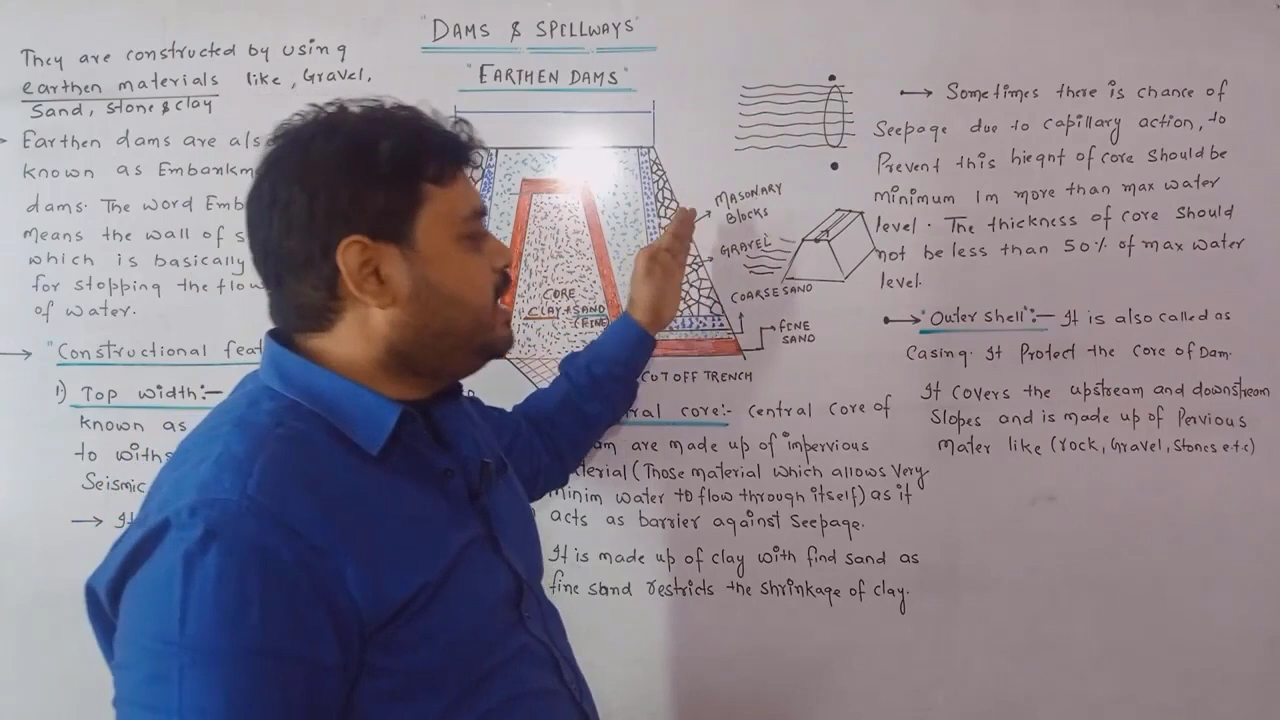 "DAMS & SPELLWAYS"
"EARTHEN DAMS"
They are constructed by using
earthen materials like, Gravel,
Sand, stone & clay
Earthen dams are als
known as Embankm
dams. The word Emb
Means the wall of s
which is basically
for stopping the flow
of water.
"Constructional feat
1) Top width:-
known as
to withs
Seismic
It
MASONARY
BLOCKS
GRAVEL
COARSE SAND
FINE
SAND
CORE
CLAY + SAND
(FINE)
CUT OFF TRENCH
ral core:- Central core of
am are made up of impervious
terial (Those material which allows Very
minim water to flow through itself) as it
acts as barrier against Seepage.
It is made up of clay with find sand as
fine sand restricts the shrinkage of clay.
Sometimes there is chance of
Seepage due to capillary action, to
Prevent this hieqnt of core should be
minimum 1m more than max water
level. The thickness of core should
not be less than 50% of max water
level.
"Outer shell":- It is also called as
Casing. It Protect the core of Dam.
It covers the upstream and downstream
Slopes and is made up of Pervious
Mater like (rock, Gravel, Stones e.t.c)